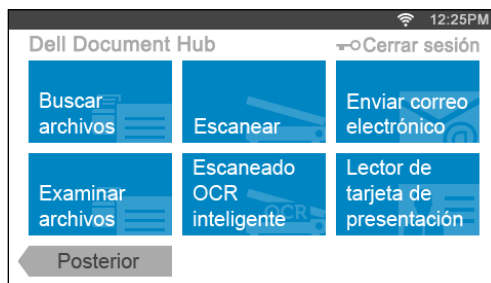 12:25PM
Dell Document Hub
Cerrar sesión
Buscar
archivos
Escanear
Enviar correo
electrónico
Examinar
archivos
Escaneado
OCR
inteligente
OCR
Lector de
tarjeta de
presentación
Posterior